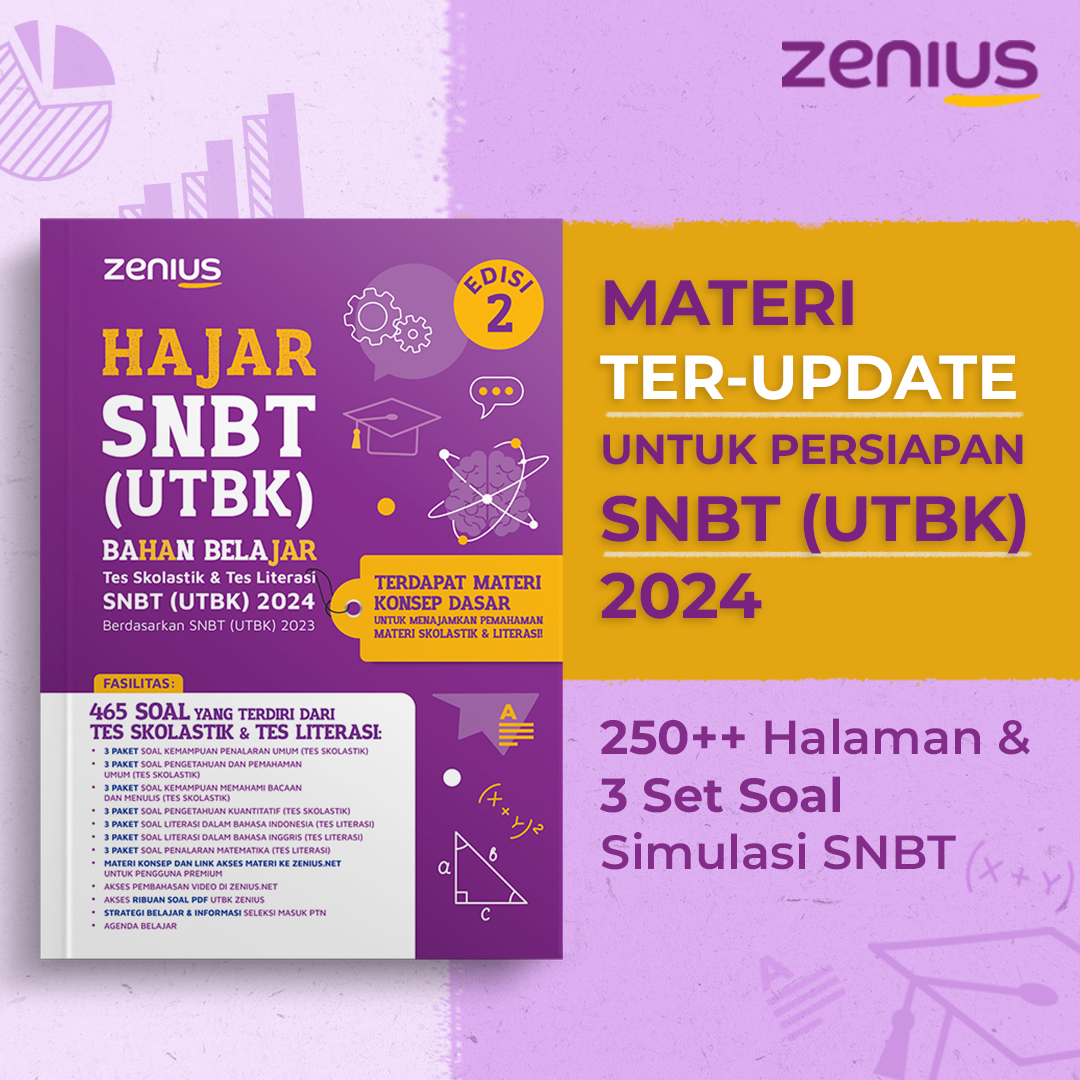 zenius
zenius
EDISI
2
HAJAR
SNBT
(UTBK)
BAHAN BELAJAR
Tes Skolastik & Tes Literasi
SNBT (UTBK) 2024
Berdasarkan SNBT (UTBK) 2023
TERDAPAT MATERI
KONSEP DASAR
UNTUK MENAJAMKAN PEMAHAMAN
MATERI SKOLASTIK & LITERASI!
FASILITAS:
465 SOAL YANG TERDIRI DARI
TES SKOLASTIK & TES LITERASI:
• 3 PAKET SOAL KEMAMPUAN PENALARAN UMUM (TES SKOLASTIK)
• 3 PAKET SOAL PENGETAHUAN DAN PEMAHAMAN
UMUM (TES SKOLASTIK)
• 3 PAKET SOAL KEMAMPUAN MEMAHAMI BACAAN
DAN MENULIS (TES SKOLASTIK)
• 3 PAKET SOAL PENGETAHUAN KUANTITATIF (TES SKOLASTIK)
• 3 PAKET SOAL LITERASI DALAM BAHASA INDONESIA (TES LITERASI)
• 3 PAKET SOAL LITERASI DALAM BAHASA INGGRIS (TES LITERASI)
• 3 PAKET SOAL PENALARAN MATEMATIKA (TES LITERASI)
• MATERI KONSEP DAN LINK AKSES MATERI KE ZENIUS.NET
UNTUK PENGGUNA PREMIUM
• AKSES PEMBAHASAN VIDEO DI ZENIUS.NET
• AKSES RIBUAN SOAL PDF UTBK ZENIUS
• STRATEGI BELAJAR & INFORMASI SELEKSI MASUK PTN
• AGENDA BELAJAR
A
(x+y)²
a
b
c
MATERI
TER-UPDATE
UNTUK PERSIAPAN
SNBT (UTBK)
2024
250++ Halaman &
3 Set Soal
Simulasi SNBT
(x+y)
A